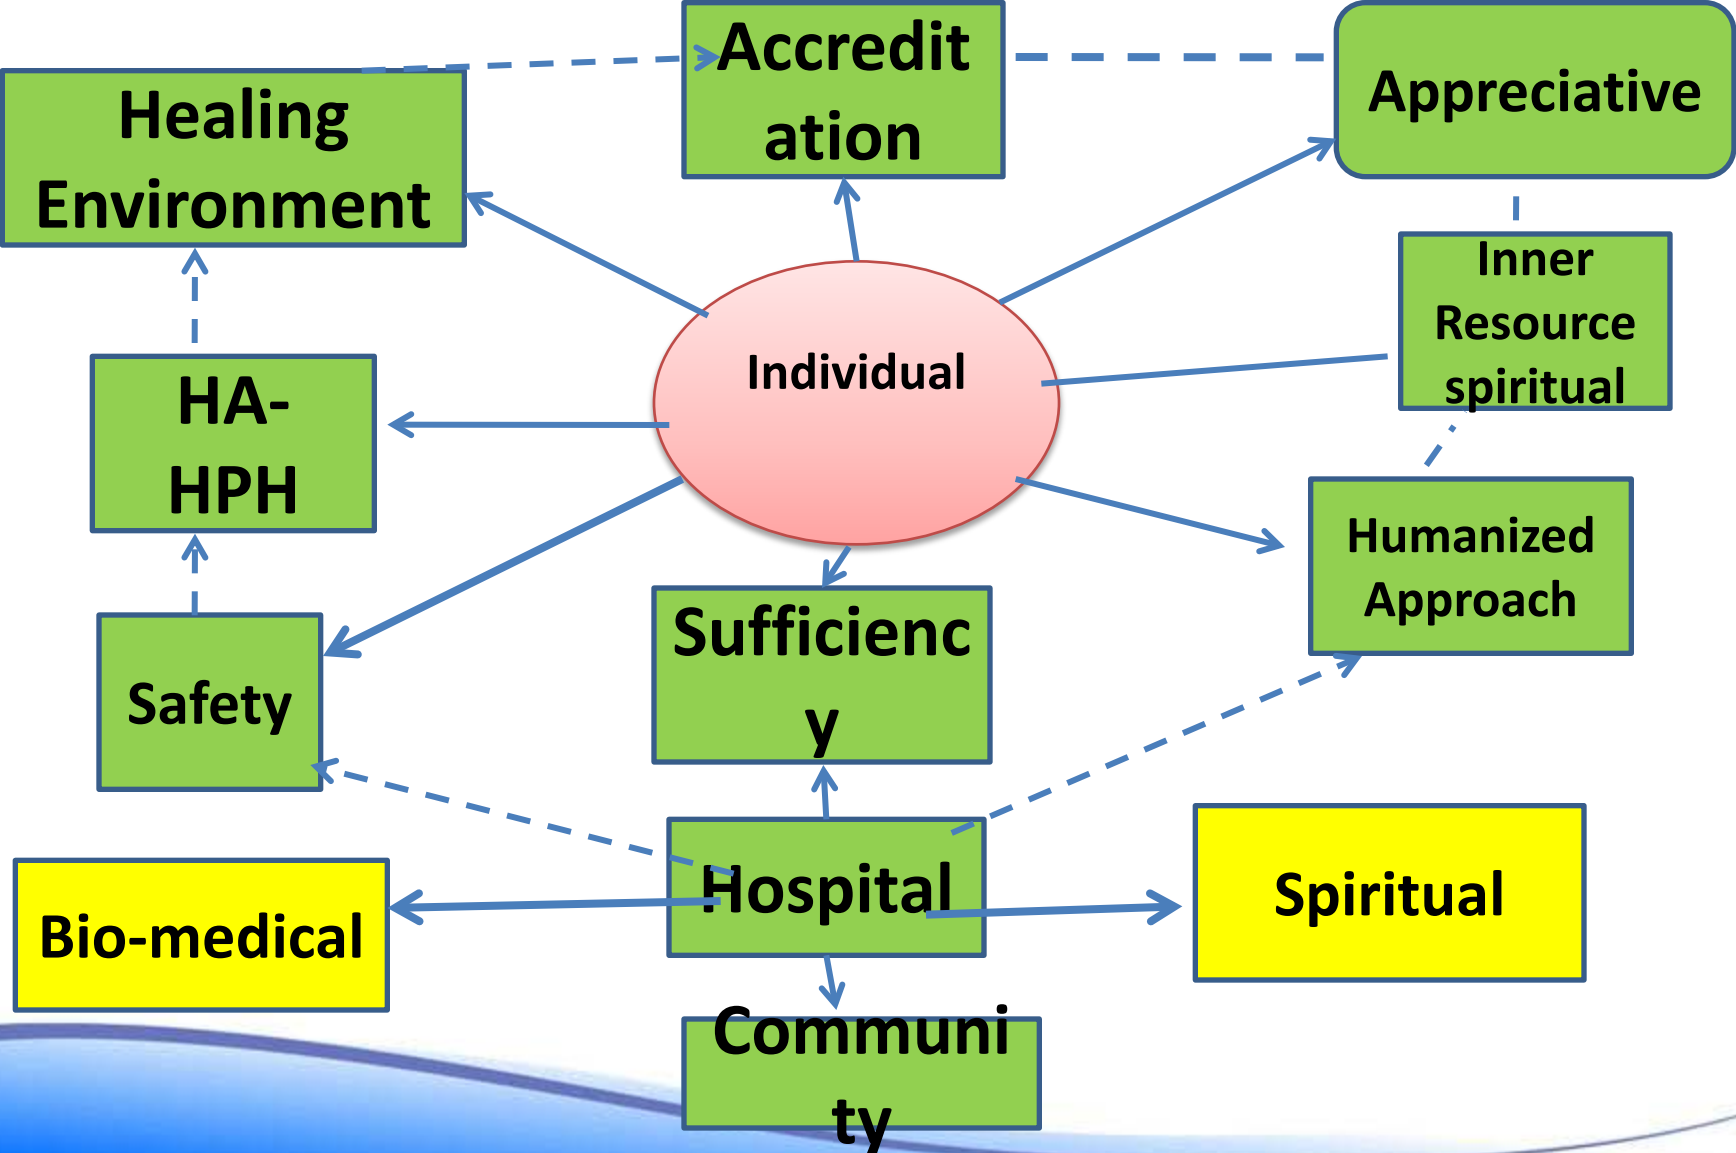 Accredit
ation
Appreciative
Healing
Environment
Inner
Resource
spiritual
Individual
HA-
HPH
Humanized
Approach
Sufficienc
y
Safety
Hospital
Spiritual
Bio-medical
Communi
ty